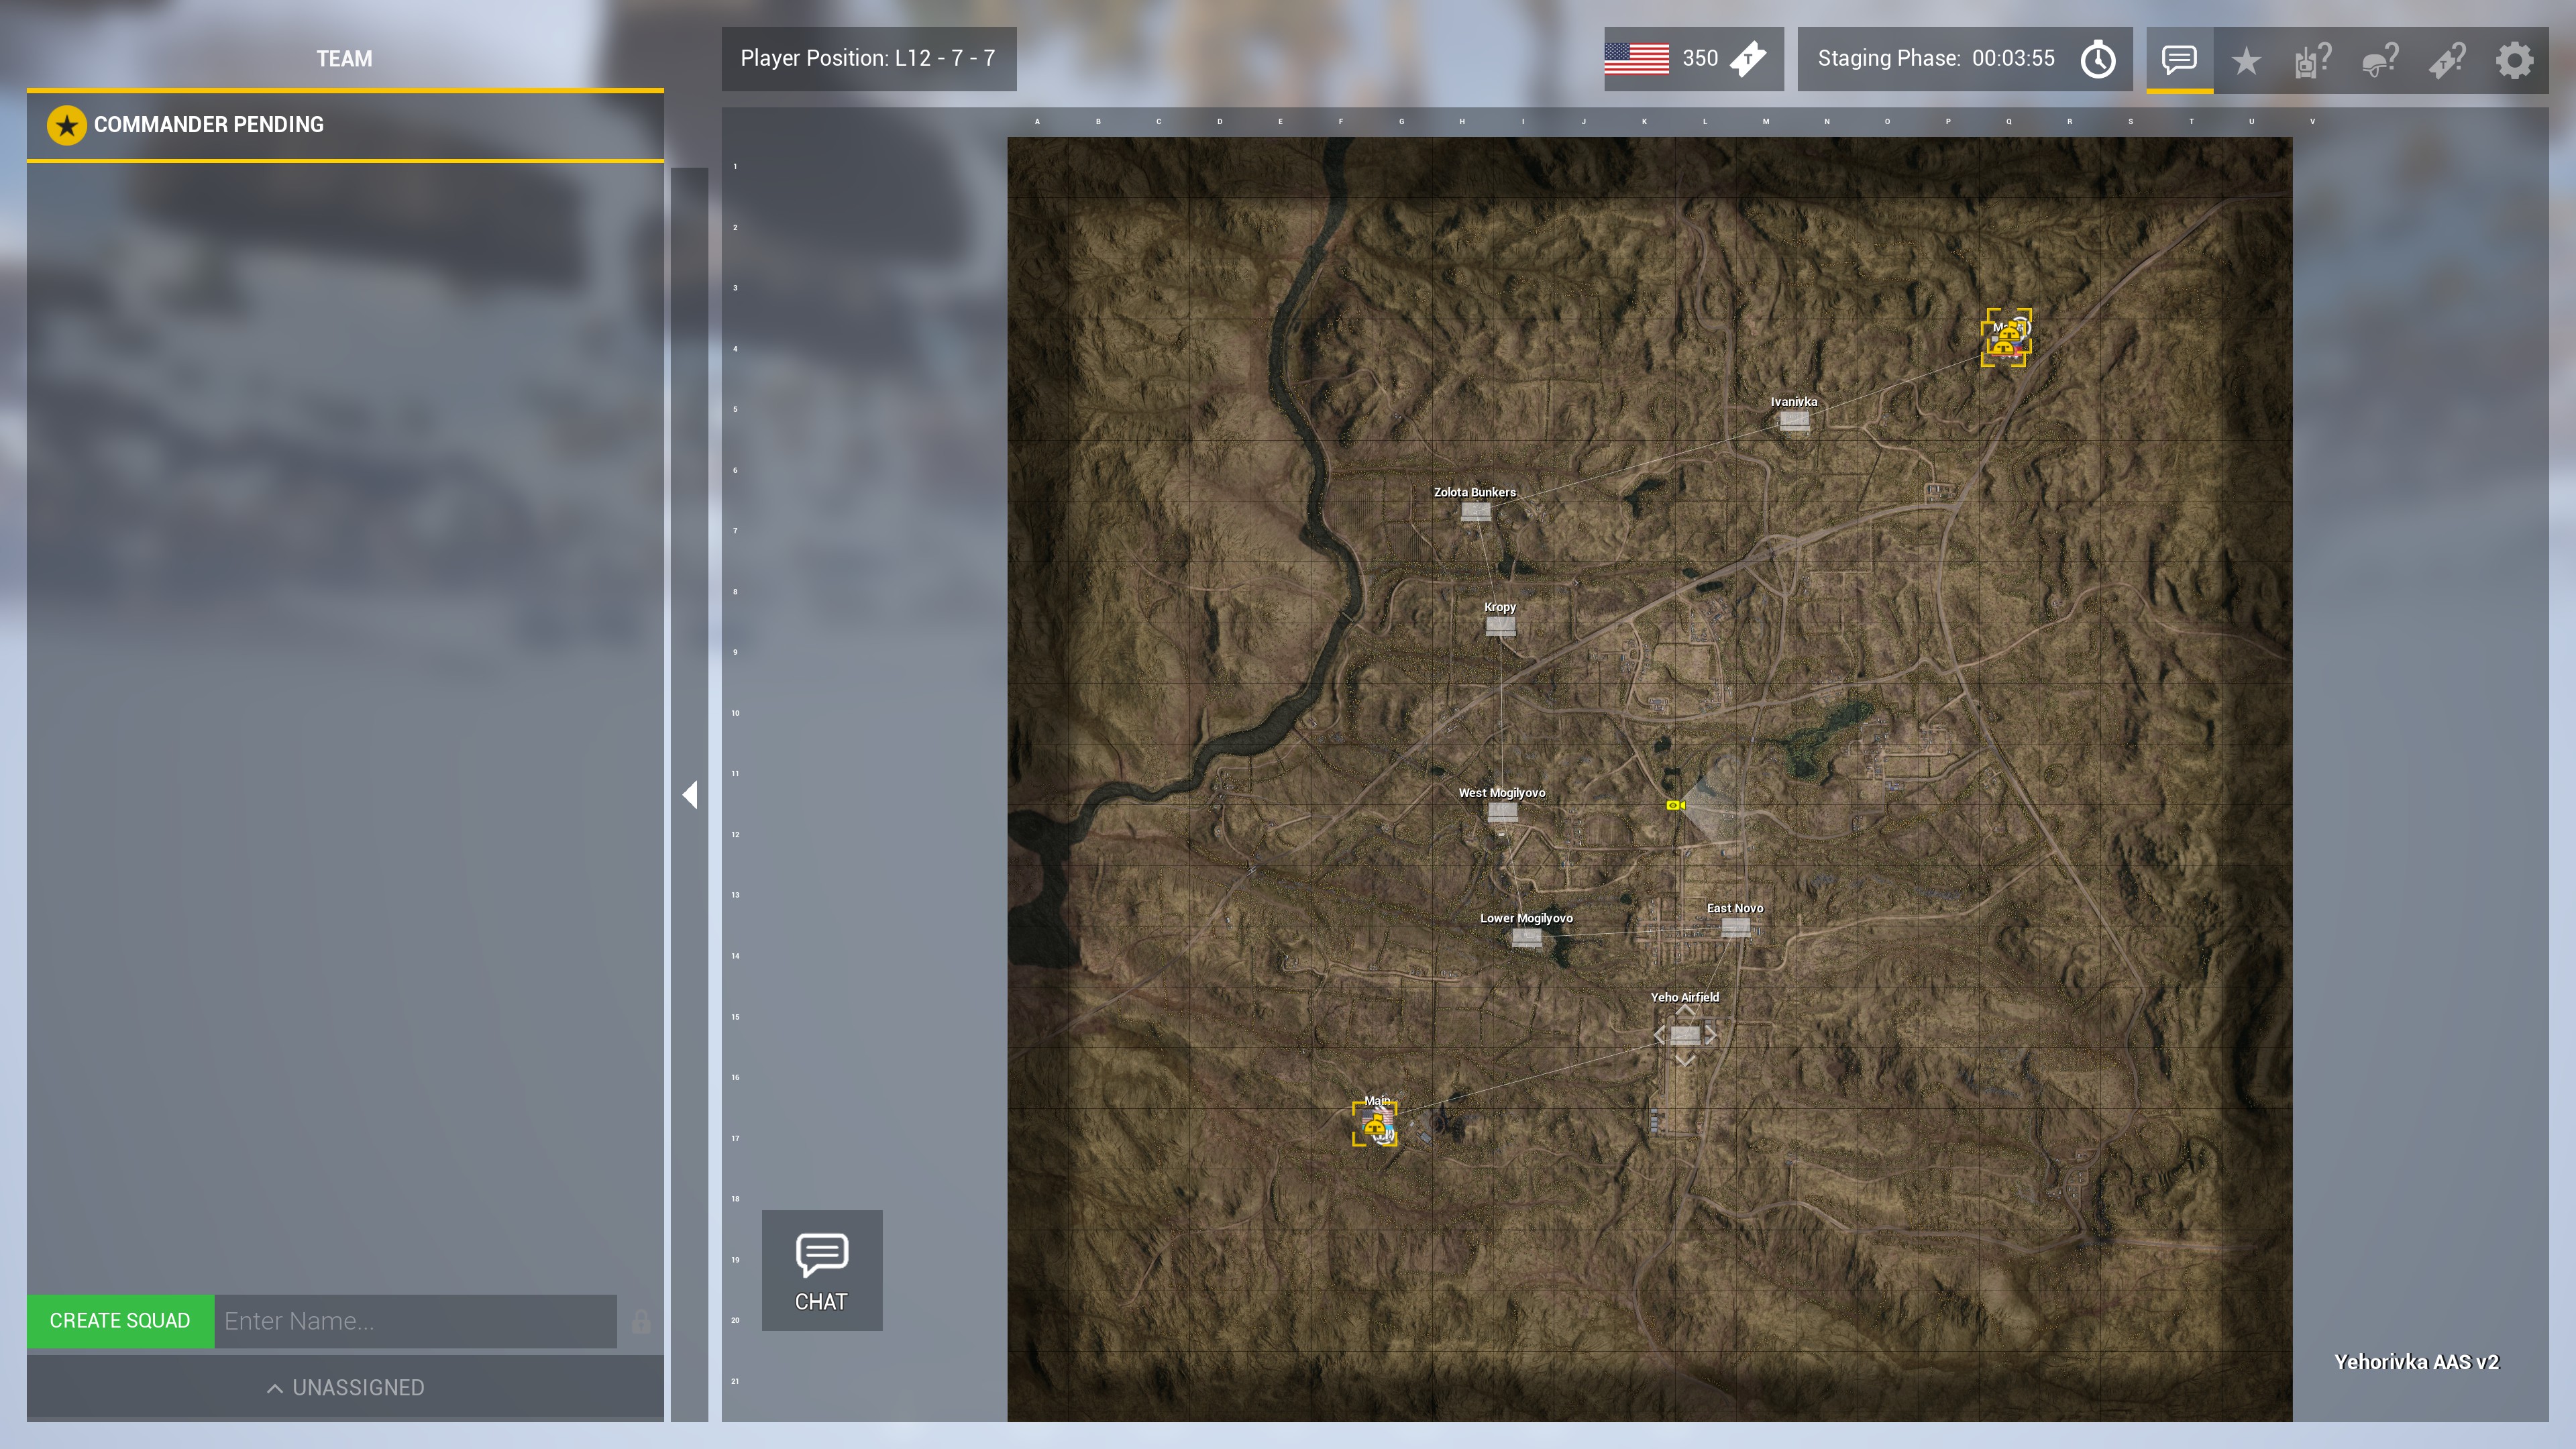 TEAM
Player Position: L12 - 7 - 7
350
T
Staging Phase: 00:03:55
COMMANDER PENDING
A B C D E F G H I J K L M N O P Q R S T U V
1
2
3
4
5
6
7
8
9
10
11
12
13
14
15
16
17
18
19
20
21
Ivanivka
Zolota Bunkers
Kropy
West Mogilyovo
East Novo
Lower Mogilyovo
Yeho Airfield
Main
CHAT
CREATE SQUAD Enter Name...
Yehorivka AAS v2
UNASSIGNED